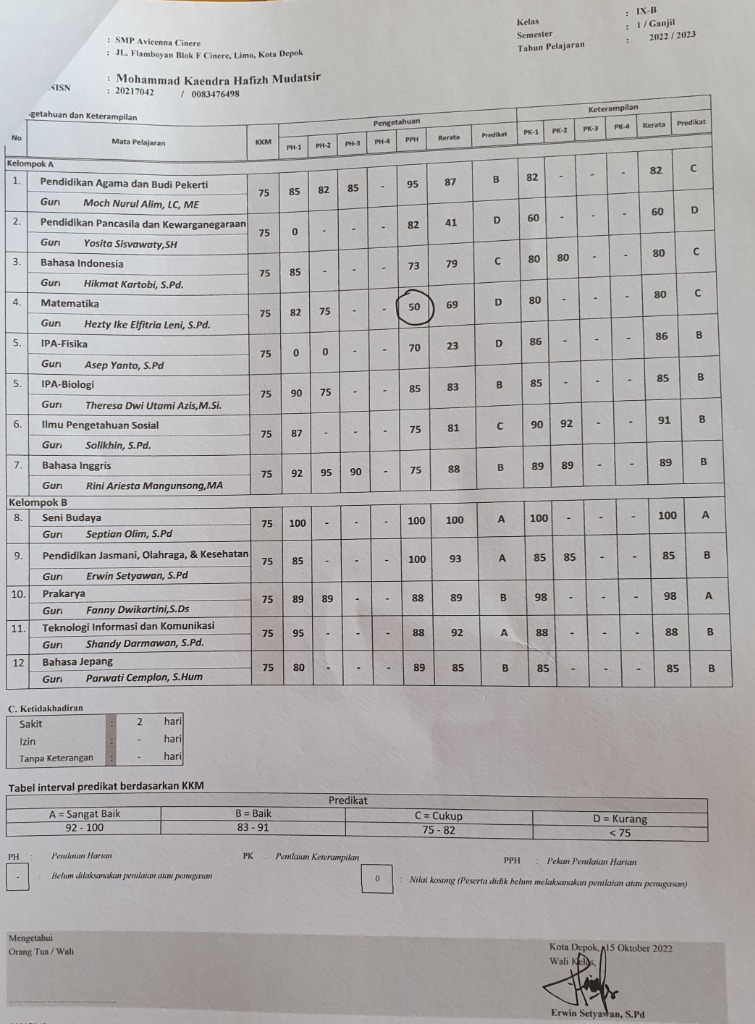 Kelas : IX-B
Semester : 1 / Ganjil
Tahun Pelajaran : 2022 / 2023
: SMP Avicenna Cinere
: JL. Flamboyan Blok F Cinere, Limo, Kota Depok
: Mohammad Kaendra Hafizh Mudatsir
NISN : 20217042 / 0083476498
getahuan dan Keterampilan
No Mata Pelajaran KKM Pengetahuan Keterampilan
PH-1 PH-2 PH-3 PH-4 PPH Rerata Predikat PK-1 PK-2 PK-3 PK-4 Rerata Predikat
Kelompok A
1. Pendidikan Agama dan Budi Pekerti 75 85 82 85 - 95 87 B 82 - - - 82 C
Guru Moch Nurul Alim, LC, ME
2. Pendidikan Pancasila dan Kewarganegaraan 75 0 - - - 82 41 D 60 - - - 60 D
Guru Yosita Sisvawaty,SH
3. Bahasa Indonesia 75 85 - - - 73 79 C 80 80 - - 80 C
Guru Hikmat Kartobi, S.Pd.
4. Matematika 75 82 75 - - 50 69 D 80 - - - 80 C
Guru Hezty Ike Elfitria Leni, S.Pd.
5. IPA-Fisika 75 0 0 - - 70 23 D 86 - - - 86 B
Guru Asep Yanto, S.Pd
5. IPA-Biologi 75 90 75 - - 85 83 B 85 - - - 85 B
Guru Theresa Dwi Utami Azis,M.Si.
6. Ilmu Pengetahuan Sosial 75 87 - - - 75 81 C 90 92 - - 91 B
Guru Solikhin, S.Pd.
7. Bahasa Inggris 75 92 95 90 - 75 88 B 89 89 - - 89 B
Guru Rini Ariesta Mangunsong,MA
Kelompok B
8. Seni Budaya 75 100 - - - 100 100 A 100 - - - 100 A
Guru Septian Olim, S.Pd
9. Pendidikan Jasmani, Olahraga, & Kesehatan 75 85 - - - 100 93 A 85 85 - - 85 B
Guru Erwin Setyawan, S.Pd
10. Prakarya 75 89 89 - - 88 89 B 98 - - - 98 A
Guru Fanny Dwikartini,S.Ds
11. Teknologi Informasi dan Komunikasi 75 95 - - - 88 92 A 88 - - - 88 B
Guru Shandy Darmawan, S.Pd.
12 Bahasa Jepang 75 80 - - - 89 85 B 85 - - - 85 B
Guru Parwati Cemplon, S.Hum
C. Ketidakhadiran
Sakit : 2 hari
Izin : - hari
Tanpa Keterangan : - hari
Tabel interval predikat berdasarkan KKM
Predikat
A = Sangat Baik B = Baik C = Cukup D = Kurang
92 - 100 83 - 91 75 - 82 < 75
PH : Penilaian Harian PK : Penilaian Keterampilan PPH : Pekan Penilaian Harian
- : Belum dilaksanakan penilaian atau penugasan 0 : Nilai kosong (Peserta didik belum melaksanakan penilaian atau penugasan)
Mengetahui
Orang Tua / Wali
Kota Depok, 15 Oktober 2022
Wali Kelas,
Erwin Setyawan, S.Pd